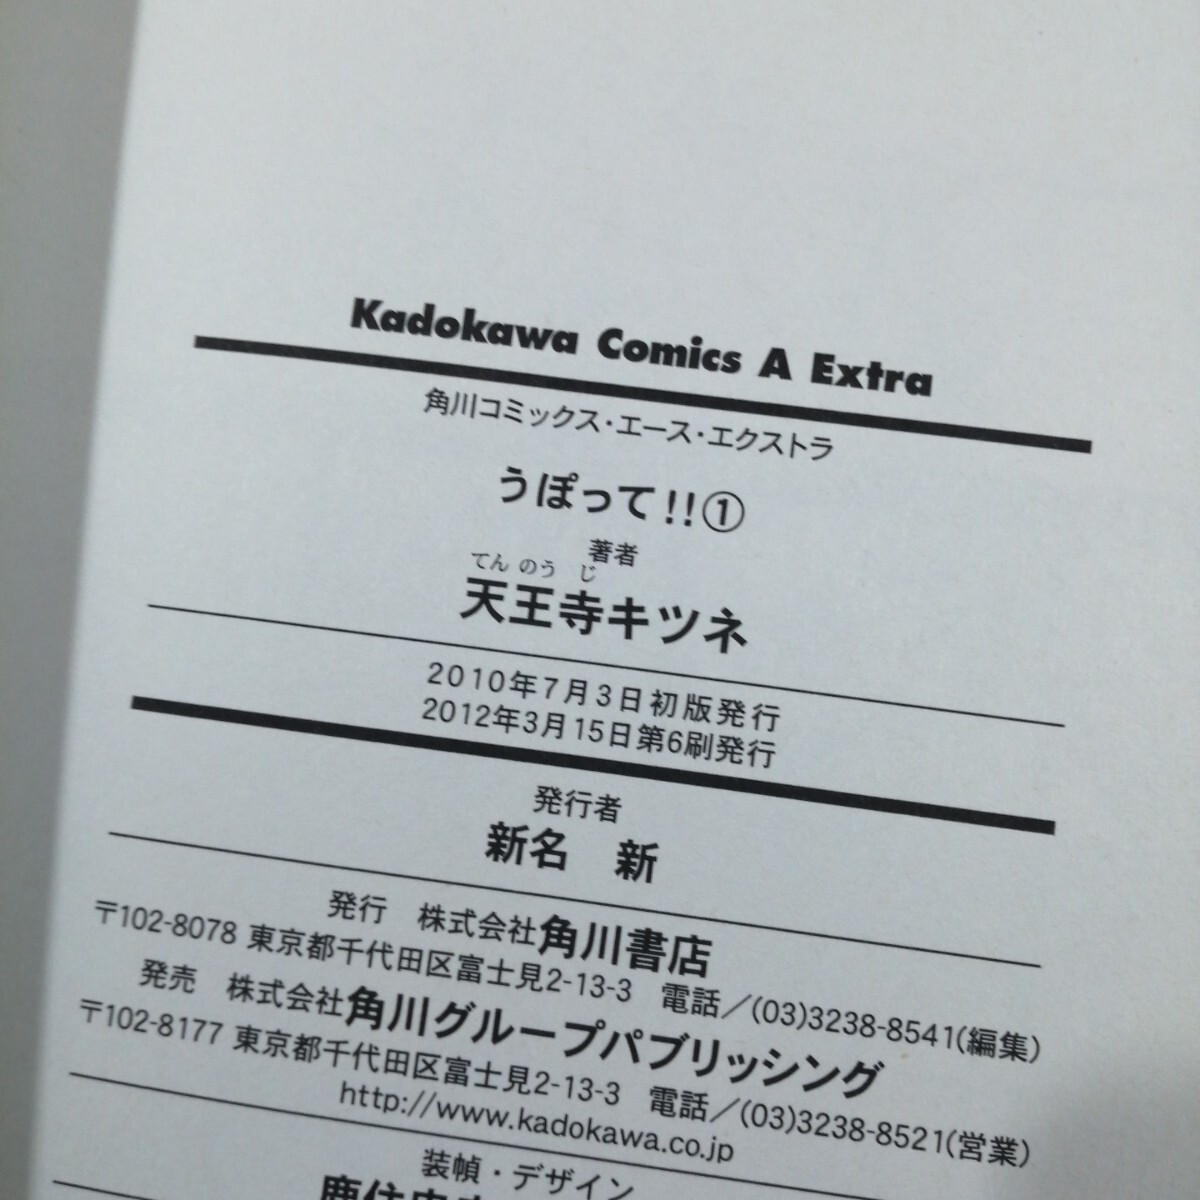 Kadokawa Comics A Extra
角川コミックス・エース・エクストラ
うぽって!!①
著者
てんのうじ
天王寺キツネ
2010年7月3日初版発行
2012年3月15日第6刷発行
発行者
新名 新
発行 株式会社角川書店
〒102-8078 東京都千代田区富士見2-13-3 電話／(03)3238-8541(編集)
発売 株式会社角川グループパブリッシング
〒102-8177 東京都千代田区富士見2-13-3 電話／(03)3238-8521(営業)
http://www.kadokawa.co.jp
装幀・デザイン